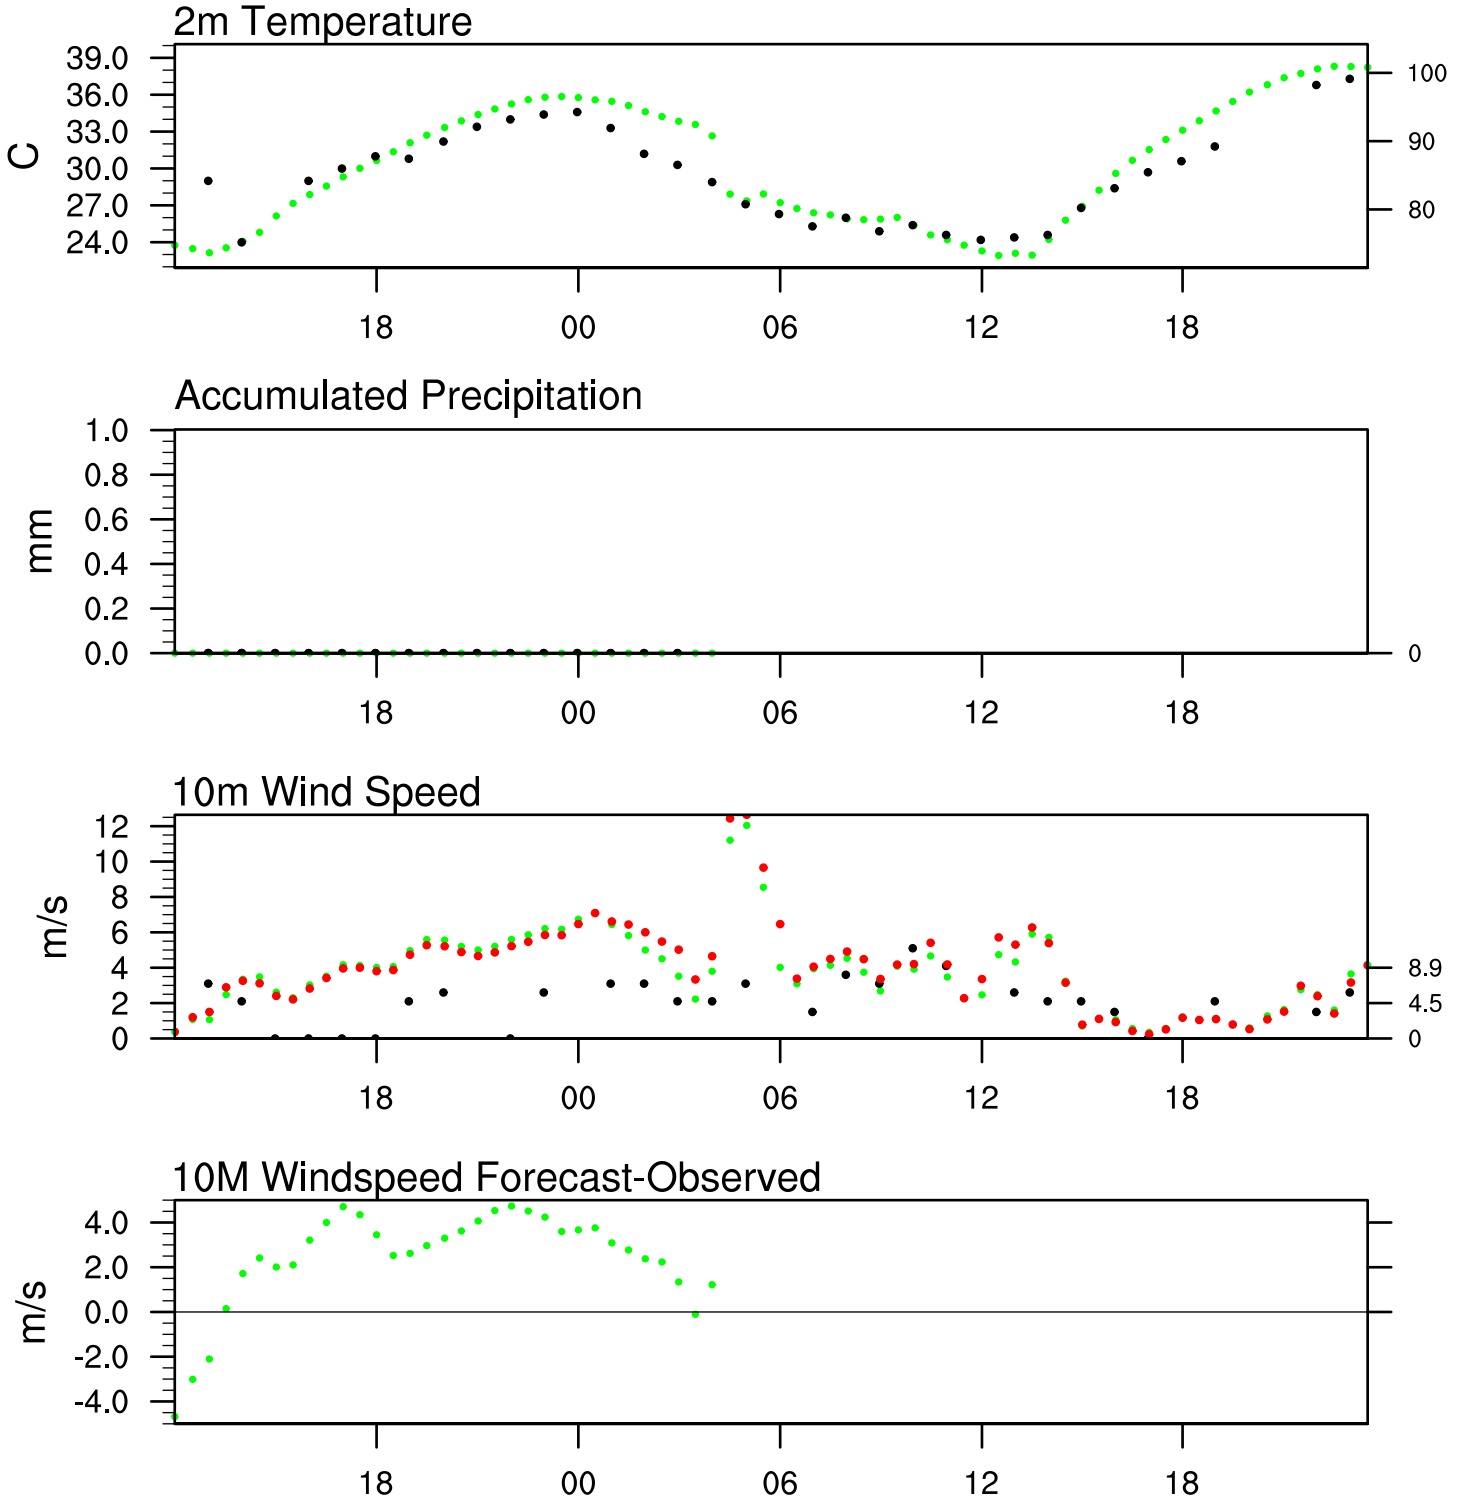 2m Temperature
39.0
36.0
33.0
30.0
27.0
24.0
C
100
90
80
18 00 06 12 18
Accumulated Precipitation
1.0
0.8
0.6
0.4
0.2
0.0
mm
0
18 00 06 12 18
10m Wind Speed
12
10
8
6
4
2
0
m/s
8.9
4.5
0
18 00 06 12 18
10M Windspeed Forecast-Observed
4.0
2.0
0.0
-2.0
-4.0
m/s
18 00 06 12 18